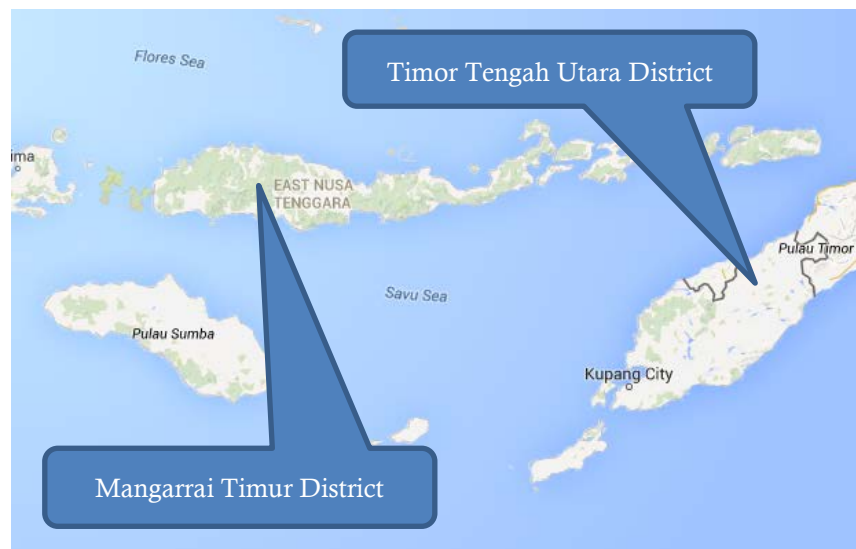 Flores Sea
Timor Tengah Utara District
ima
EAST NUSA
TENGGARA
Pulau Timor
Savu Sea
Pulau Sumba
Kupang City
Mangarrai Timur District